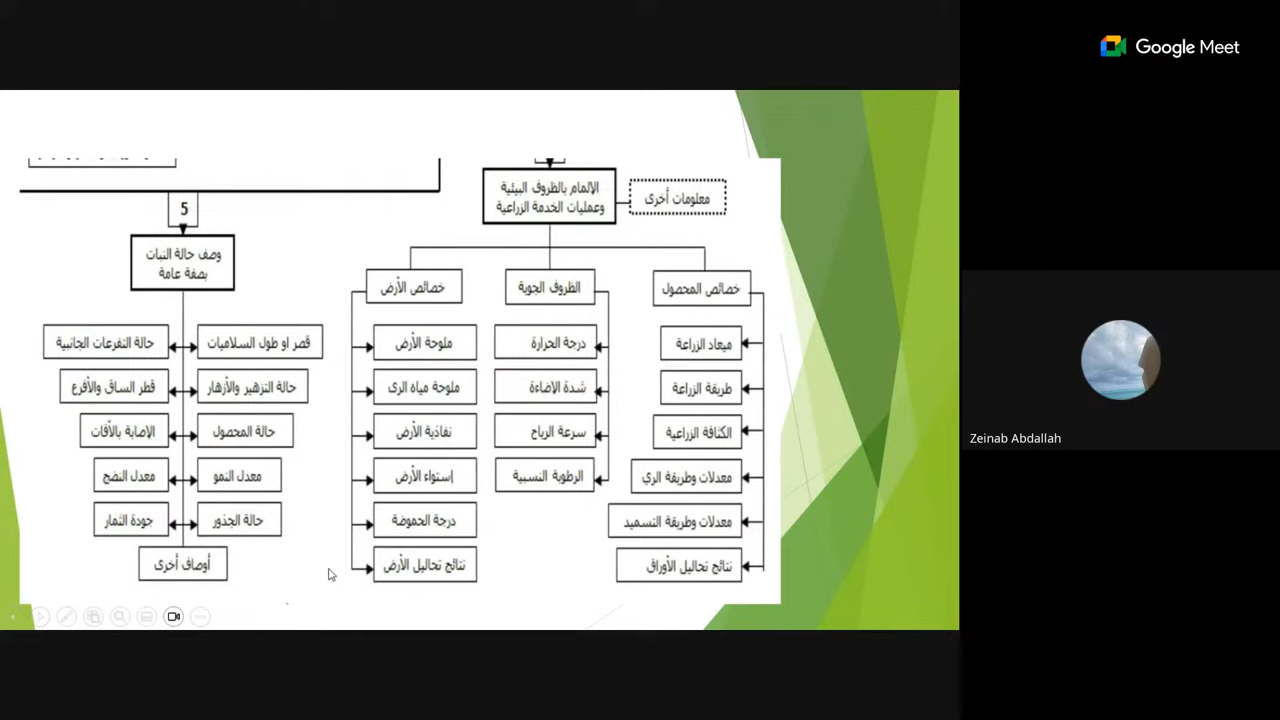 Google Meet
Zeinab Abdallah
الإلمام بالظروف البيئية
وعمليات الخدمة الزراعية
معلومات أخرى
خصائص المحصول
ميعاد الزراعة
طريقة الزراعة
الكثافة الزراعية
معدلات وطريقة الري
معدلات وطريقة التسميد
نتائج تحاليل الأوراق
الظروف الجوية
درجة الحرارة
شدة الإضاءة
سرعة الرياح
الرطوبة النسبية
خصائص الأرض
ملوحة الأرض
ملوحة مياه الرى
نفاذية الأرض
إستواء الأرض
درجة الحموضة
نتائج تحاليل الأرض
5
وصف حالة النبات
بصفة عامة
قصر او طول السلاميات
حالة التزهير والأزهار
حالة المحصول
معدل النمو
حالة الجذور
حالة التفرعات الجانبية
قطر الساق والأفرع
الإصابة بالأفات
معدل النضج
جودة الثمار
أوصاف أخرى